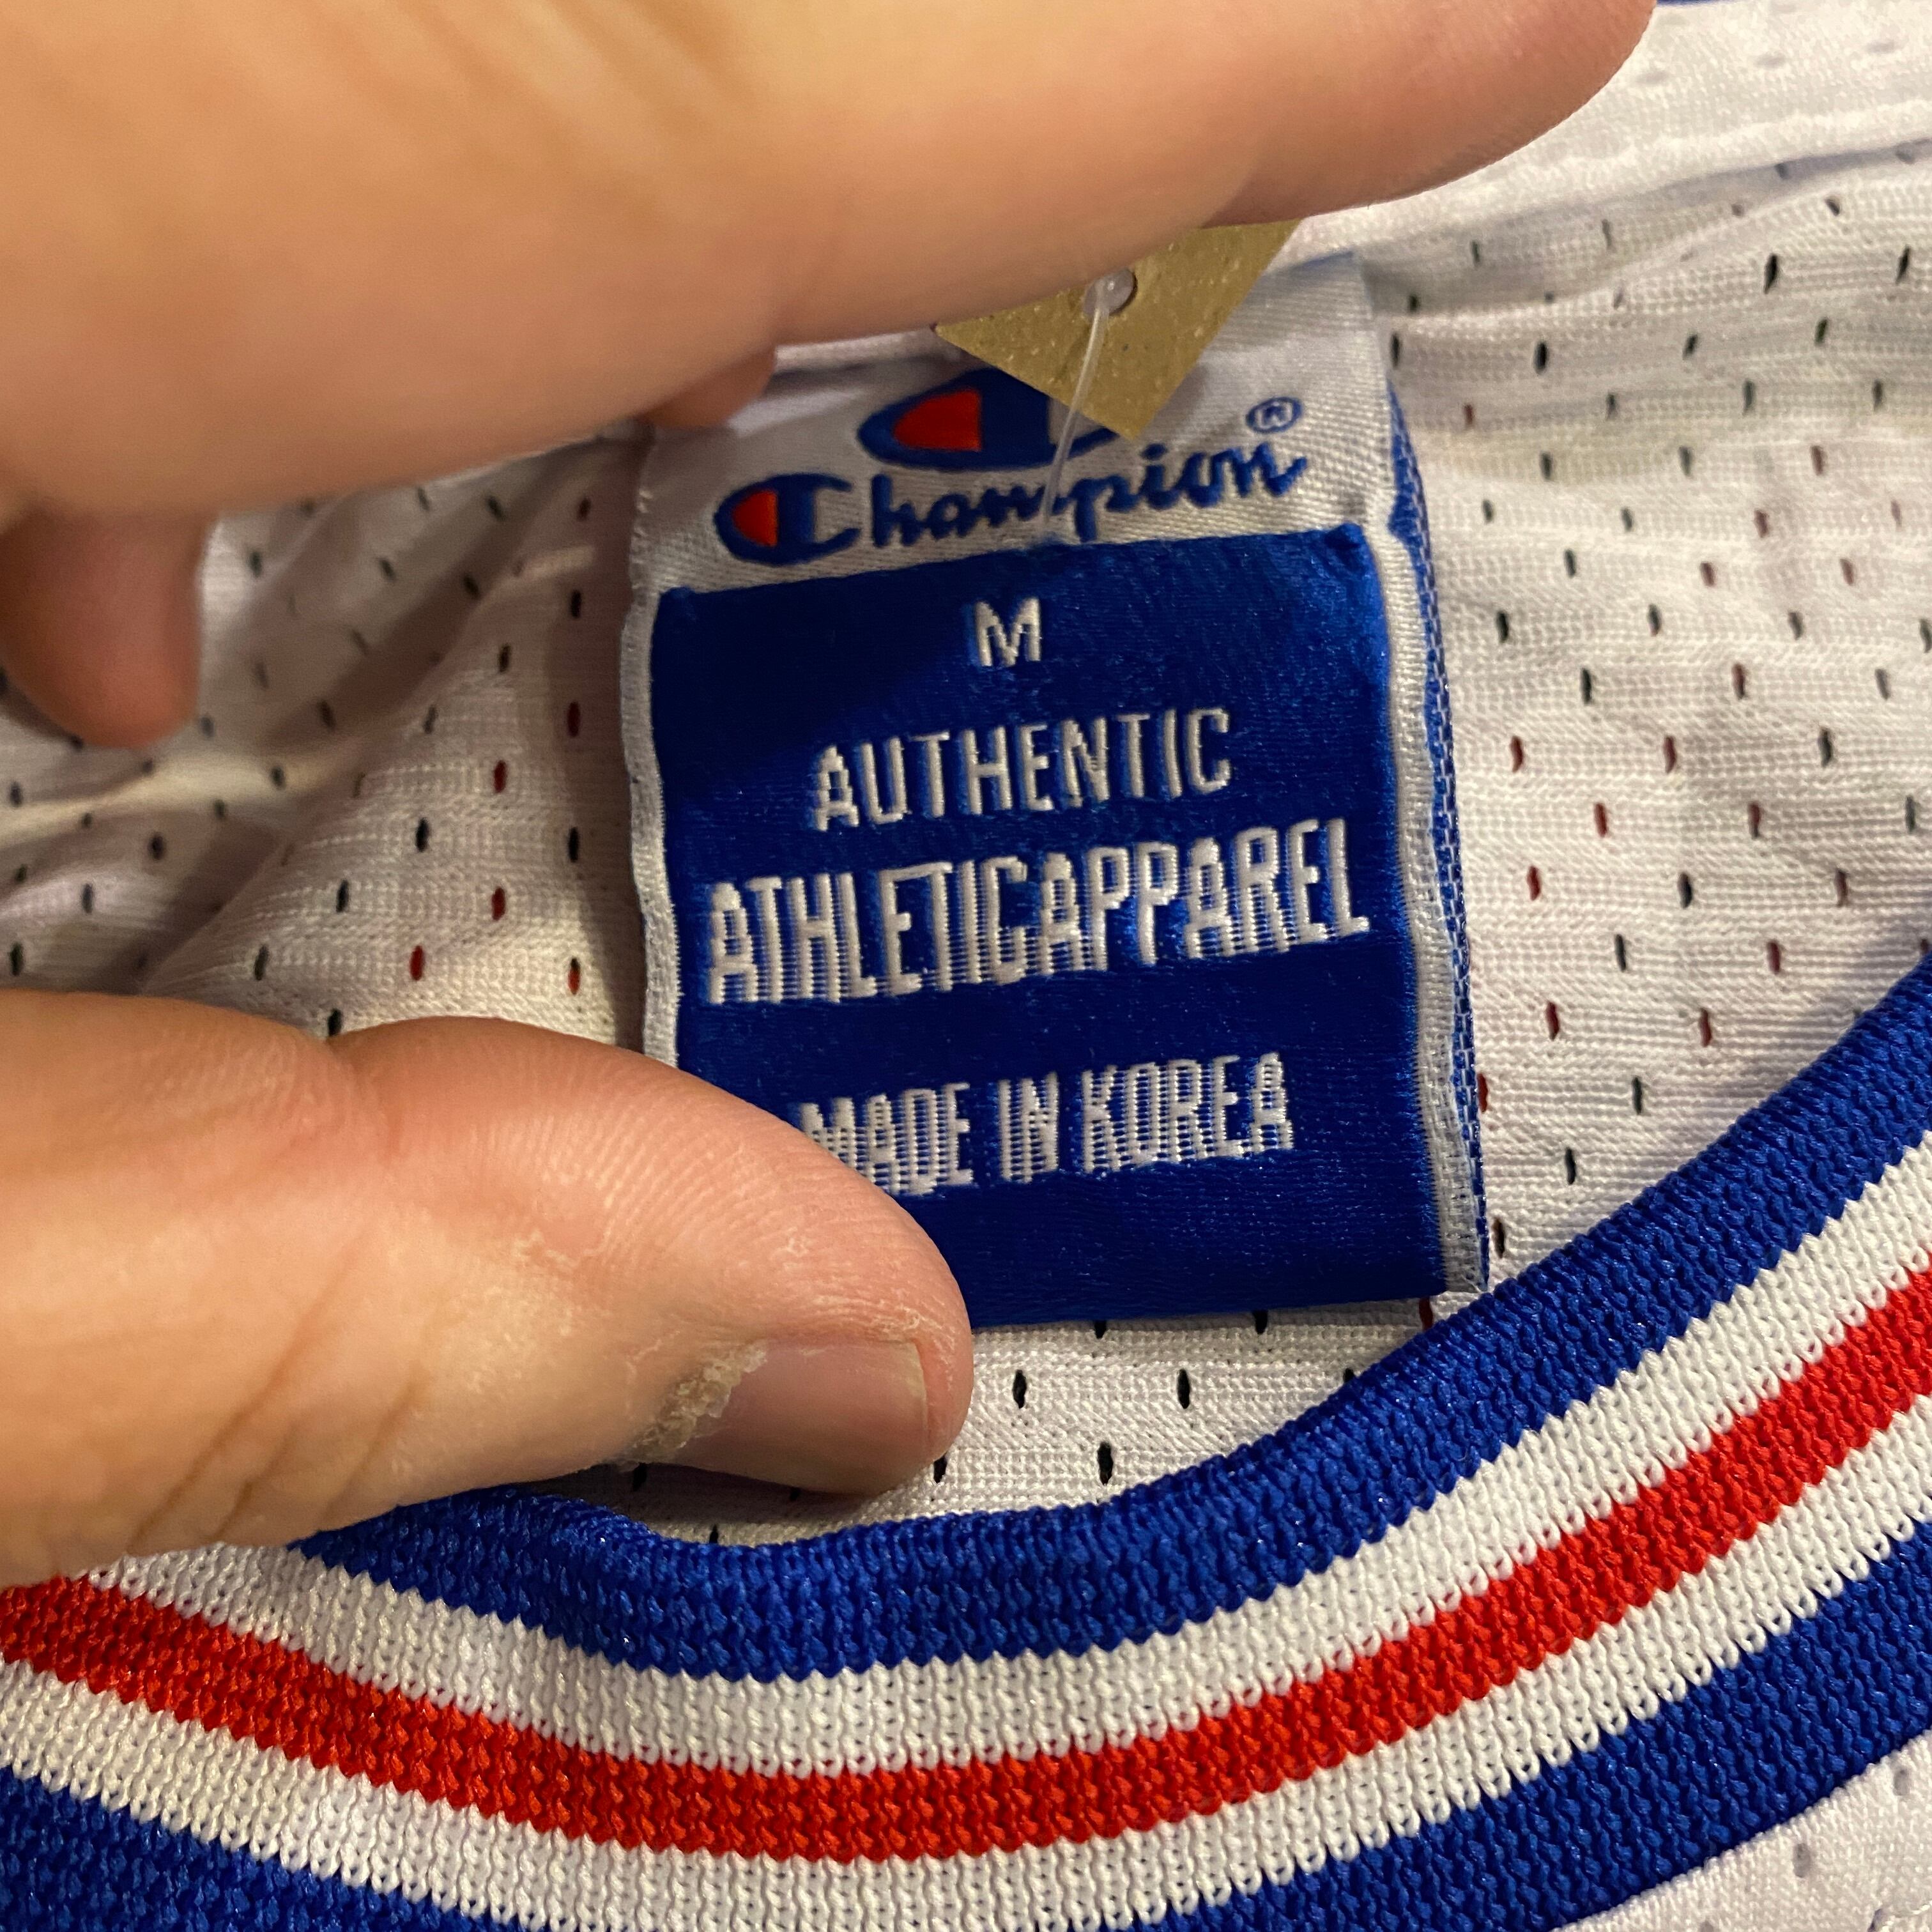 Champion®
M
AUTHENTIC
ATHLETICAPPAREL
MADE IN KOREA